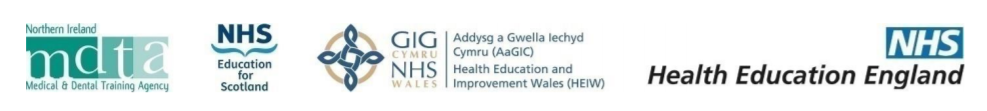 Northern Ireland
mdta
Medical & Dental Training Agency
NHS
Education
for
Scotland
GIG
CYMRU
NHS
WALES
Addysg a Gwella Iechyd
Cymru (AaGIC)
Health Education and
Improvement Wales (HEIW)
NHS
Health Education England